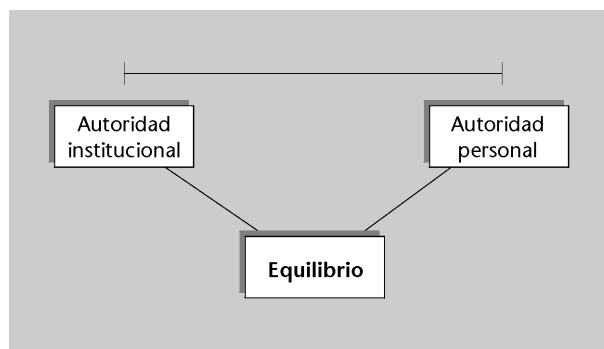 Autoridad
institucional
Autoridad
personal
Equilibrio